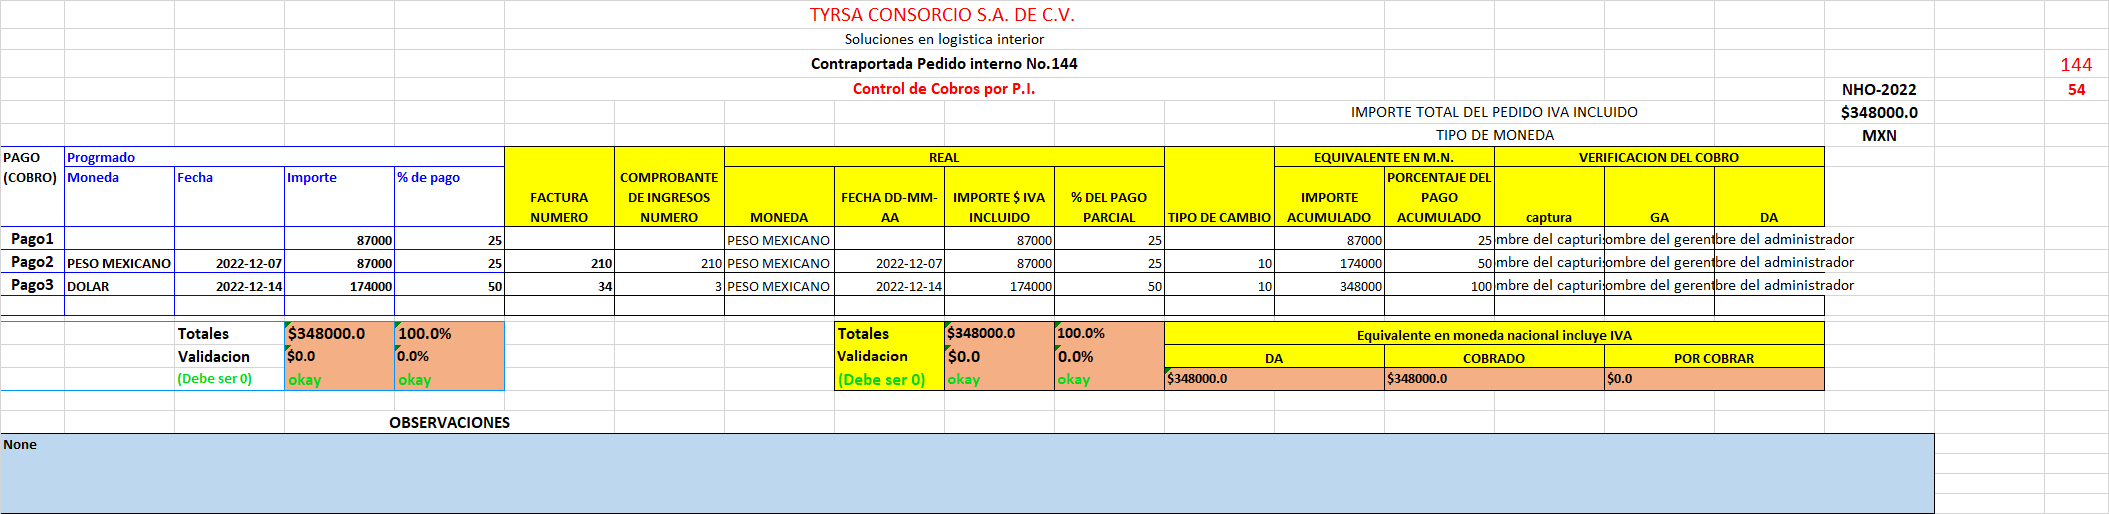 TYRSA CONSORCIO S.A. DE C.V.
Soluciones en logistica interior
Contraportada Pedido interno No.144
144
Control de Cobros por P.I.
NHO-2022
54
IMPORTE TOTAL DEL PEDIDO IVA INCLUIDO
$348000.0
TIPO DE MONEDA
MXN
PAGO (COBRO) Progrmado REAL EQUIVALENTE EN M.N. VERIFICACION DEL COBRO
Moneda Fecha Importe % de pago FACTURA NUMERO COMPROBANTE DE INGRESOS NUMERO MONEDA FECHA DD-MM-AA IMPORTE $ IVA INCLUIDO % DEL PAGO PARCIAL TIPO DE CAMBIO IMPORTE ACUMULADO PORCENTAJE DEL PAGO ACUMULADO captura GA DA
Pago1 87000 25 PESO MEXICANO 87000 25 87000 25 mbre del capturis ombre del gerent bre del administrador
Pago2 PESO MEXICANO 2022-12-07 87000 25 210 210 PESO MEXICANO 2022-12-07 87000 25 10 174000 50 mbre del capturis ombre del gerent bre del administrador
Pago3 DOLAR 2022-12-14 174000 50 34 3 PESO MEXICANO 2022-12-14 174000 50 10 348000 100 mbre del capturis ombre del gerent bre del administrador
Totales $348000.0 100.0% Totales $348000.0 100.0% Equivalente en moneda nacional incluye IVA
Validacion $0.0 0.0% Validacion $0.0 0.0% DA COBRADO POR COBRAR
(Debe ser 0) okay okay (Debe ser 0) okay okay $348000.0 $348000.0 $0.0
OBSERVACIONES
None